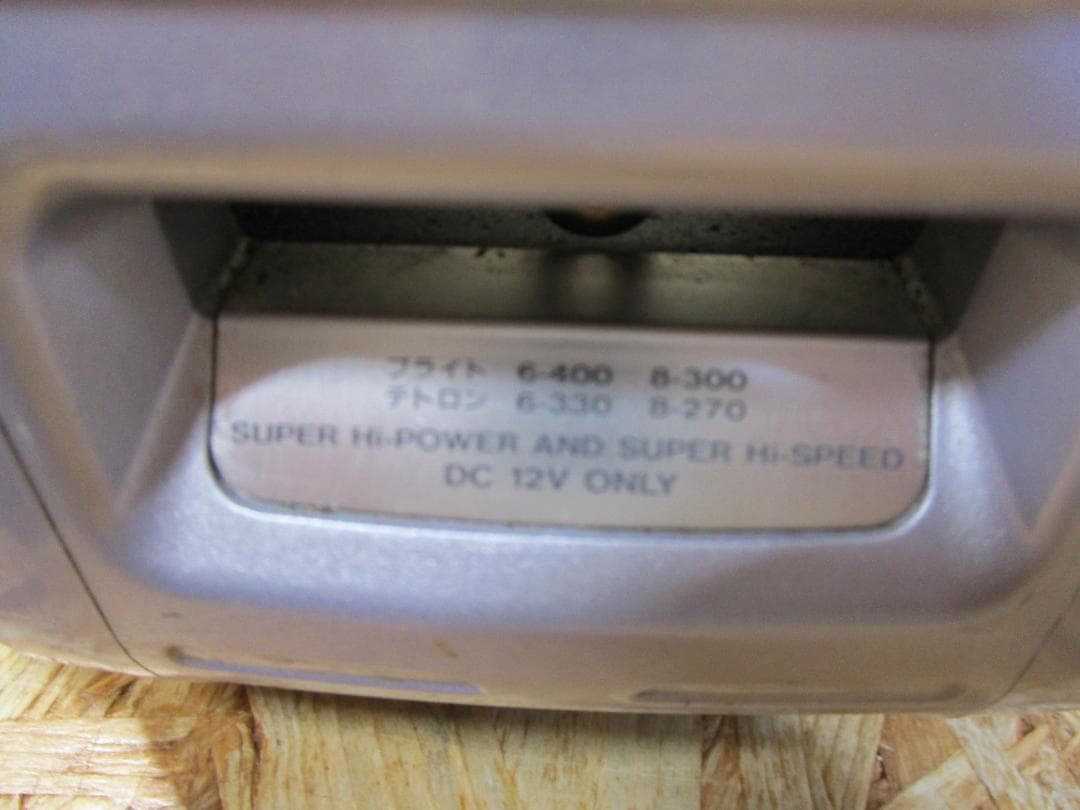 ブライト 6-400 8-300
テトロン 6-330 8-270
SUPER Hi-POWER AND SUPER Hi-SPEED
DC 12V ONLY